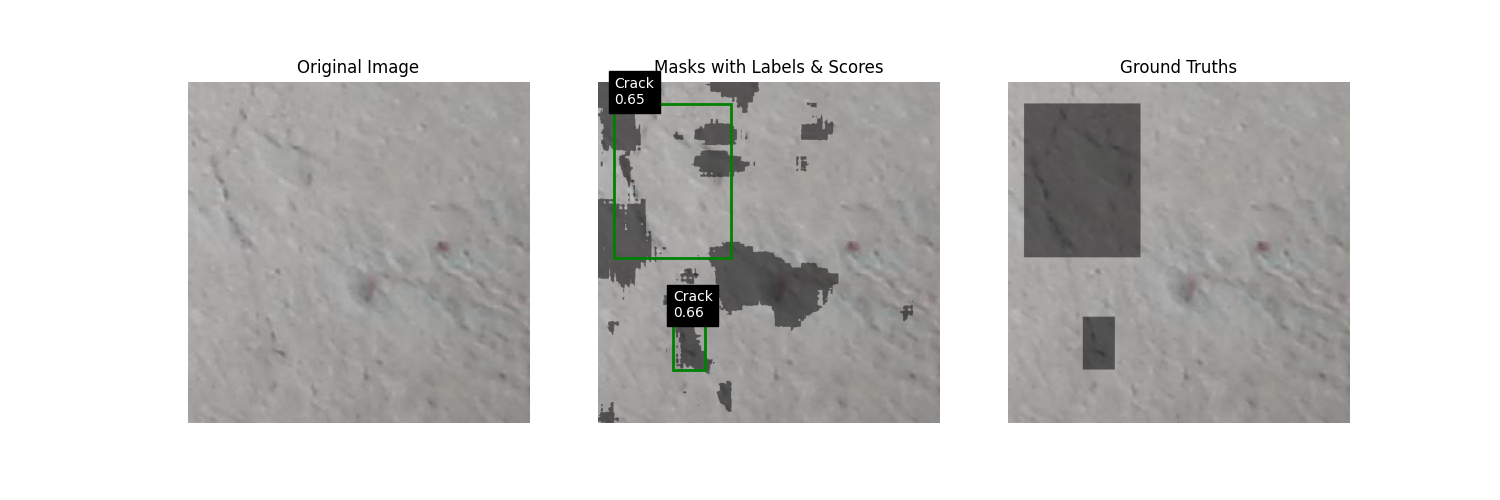 Original Image
Masks with Labels & Scores
Ground Truths
Crack
0.65
Crack
0.66